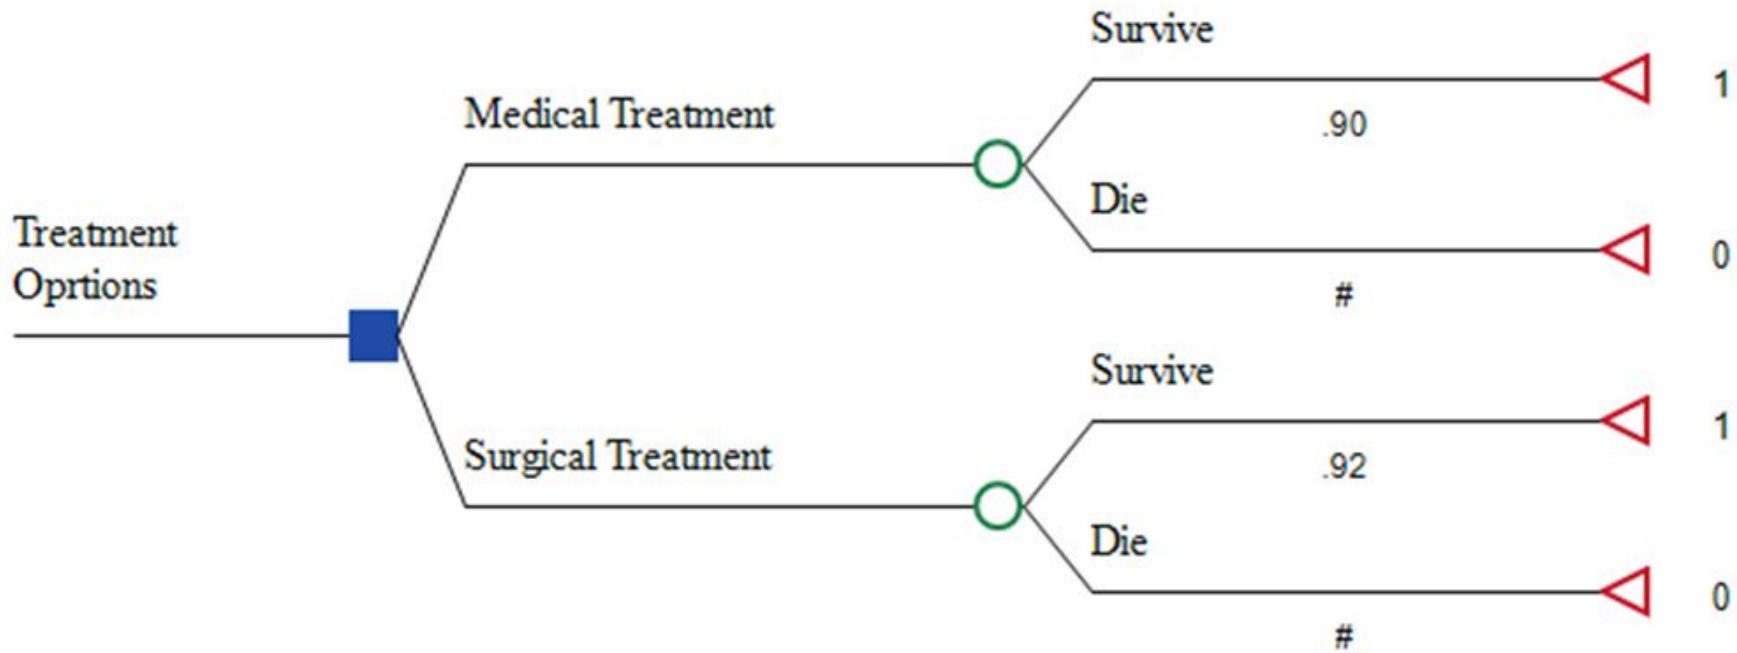 Survive
1
.90
Medical Treatment
Die
0
#
Treatment
Oprtions
Survive
1
.92
Surgical Treatment
Die
0
#